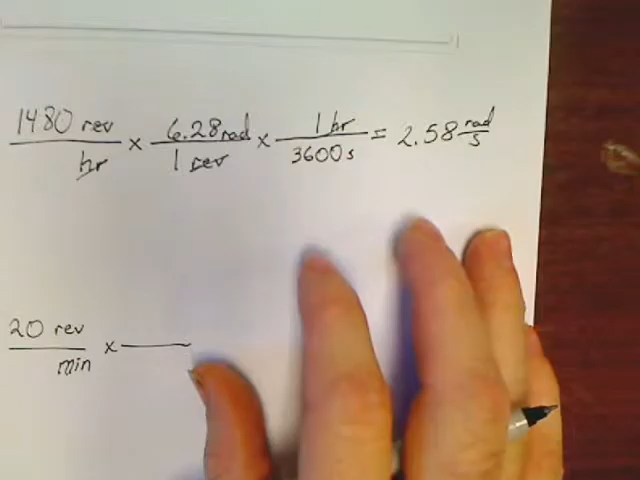 1480 rev / hr × 6.28 rad / 1 rev × 1 hr / 3600 s = 2.58 rad / s
20 rev / min ×